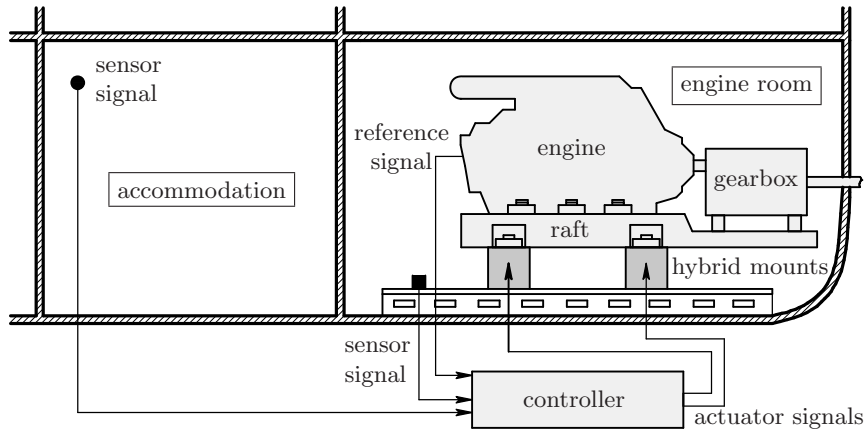 sensor
signal
engine room
reference
signal
engine
accommodation
gearbox
raft
hybrid mounts
sensor
signal
controller
actuator signals